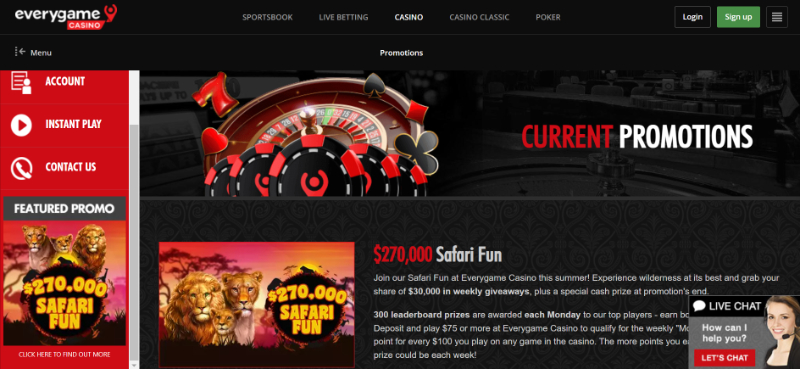 everygame
CASINO
SPORTSBOOK
LIVE BETTING
CASINO
CASINO CLASSIC
POKER
Login
Sign up
Menu
Promotions
ACCOUNT
INSTANT PLAY
CONTACT US
FEATURED PROMO
$270,000
SAFARI
FUN
CLICK HERE TO FIND OUT MORE
CURRENT PROMOTIONS
$270,000
SAFARI
FUN
$270,000 Safari Fun
Join our Safari Fun at Everygame Casino this summer! Experience wilderness at its best and grab your
share of $30,000 in weekly giveaways, plus a special cash prize at promotion's end.
300 leaderboard prizes are awarded each Monday to our top players - earn bo
Deposit and play $75 or more at Everygame Casino to qualify for the weekly "Mo
point for every $100 you play on any game in the casino. The more points you ea
prize could be each week!
LIVE CHAT
How can I
help you?
LET'S CHAT